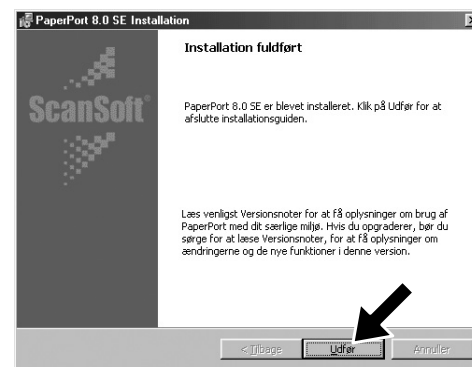 PaperPort 8.0 SE Installation
Installation fuldført
ScanSoft®
PaperPort 8.0 SE er blevet installeret. Klik på Udfør for at
afslutte installationsguiden.
Læs venligst Versionsnoter for at få oplysninger om brug af
PaperPort med dit særlige miljø. Hvis du opgraderer, bør du
sørge for at læse Versionsnoter, for at få oplysninger om
ændringerne og de nye funktioner i denne version.
< Tilbage Udfør Annuller